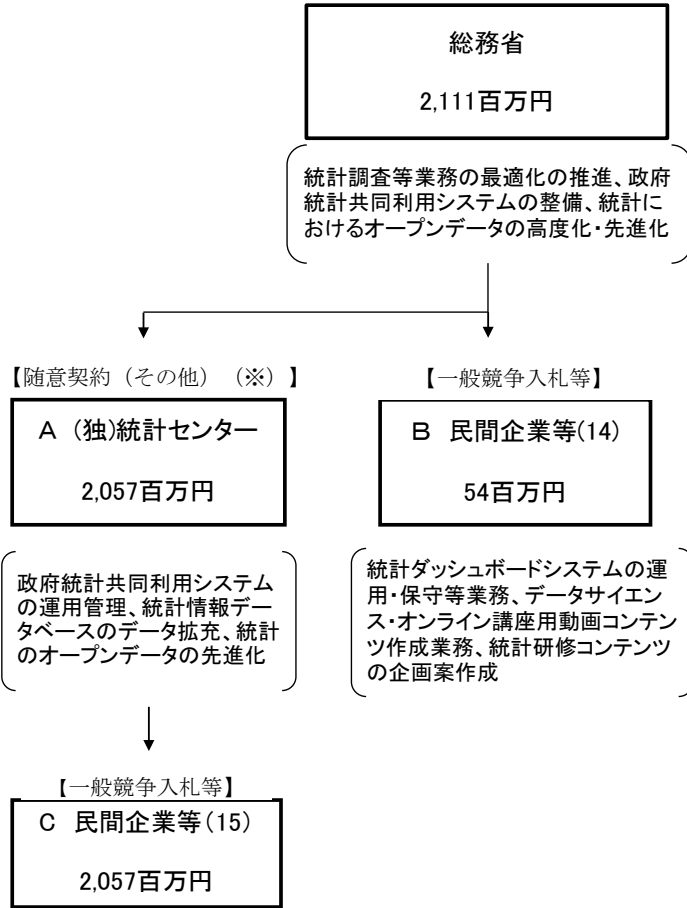 総務省
2,111百万円
統計調査等業務の最適化の推進、政府
統計共同利用システムの整備、統計に
おけるオープンデータの高度化・先進化
【随意契約（その他）（※）】
【一般競争入札等】
A (独)統計センター
2,057百万円
B 民間企業等(14)
54百万円
政府統計共同利用システム
の運用管理、統計情報デー
タベースのデータ拡充、統計
のオープンデータの先進化
統計ダッシュボードシステムの運
用・保守等業務、データサイエン
ス・オンライン講座用動画コンテン
ツ作成業務、統計研修コンテンツ
の企画案作成
【一般競争入札等】
C 民間企業等(15)
2,057百万円